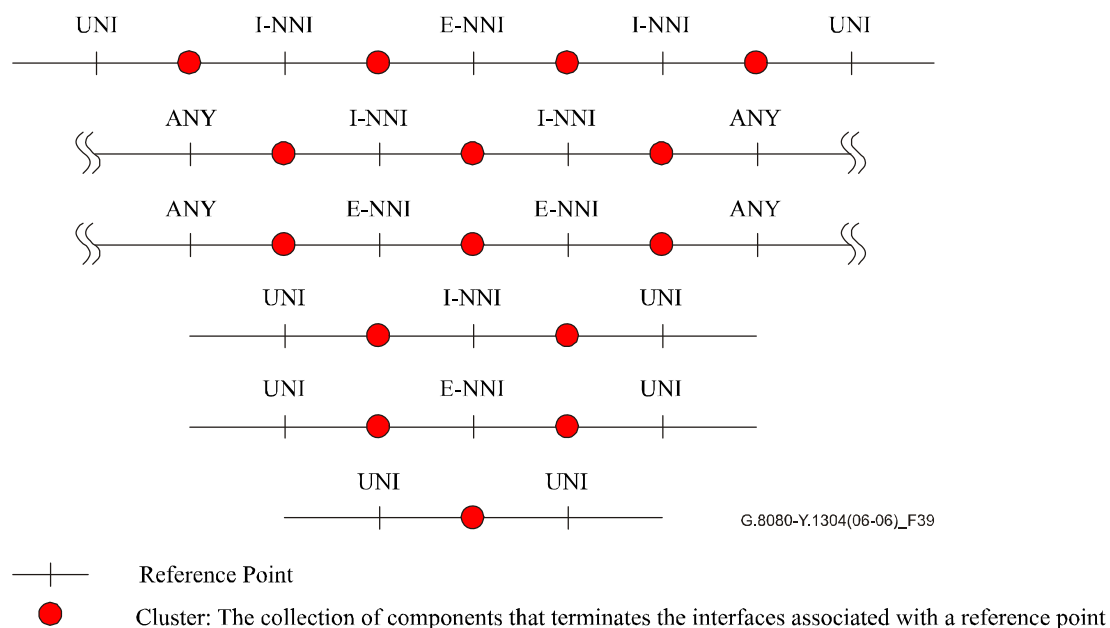 UNI I-NNI E-NNI I-NNI UNI
ANY I-NNI I-NNI ANY
ANY E-NNI E-NNI ANY
UNI I-NNI UNI
UNI E-NNI UNI
UNI UNI
G.8080-Y.1304(06-06)_F39
Reference Point
Cluster: The collection of components that terminates the interfaces associated with a reference point